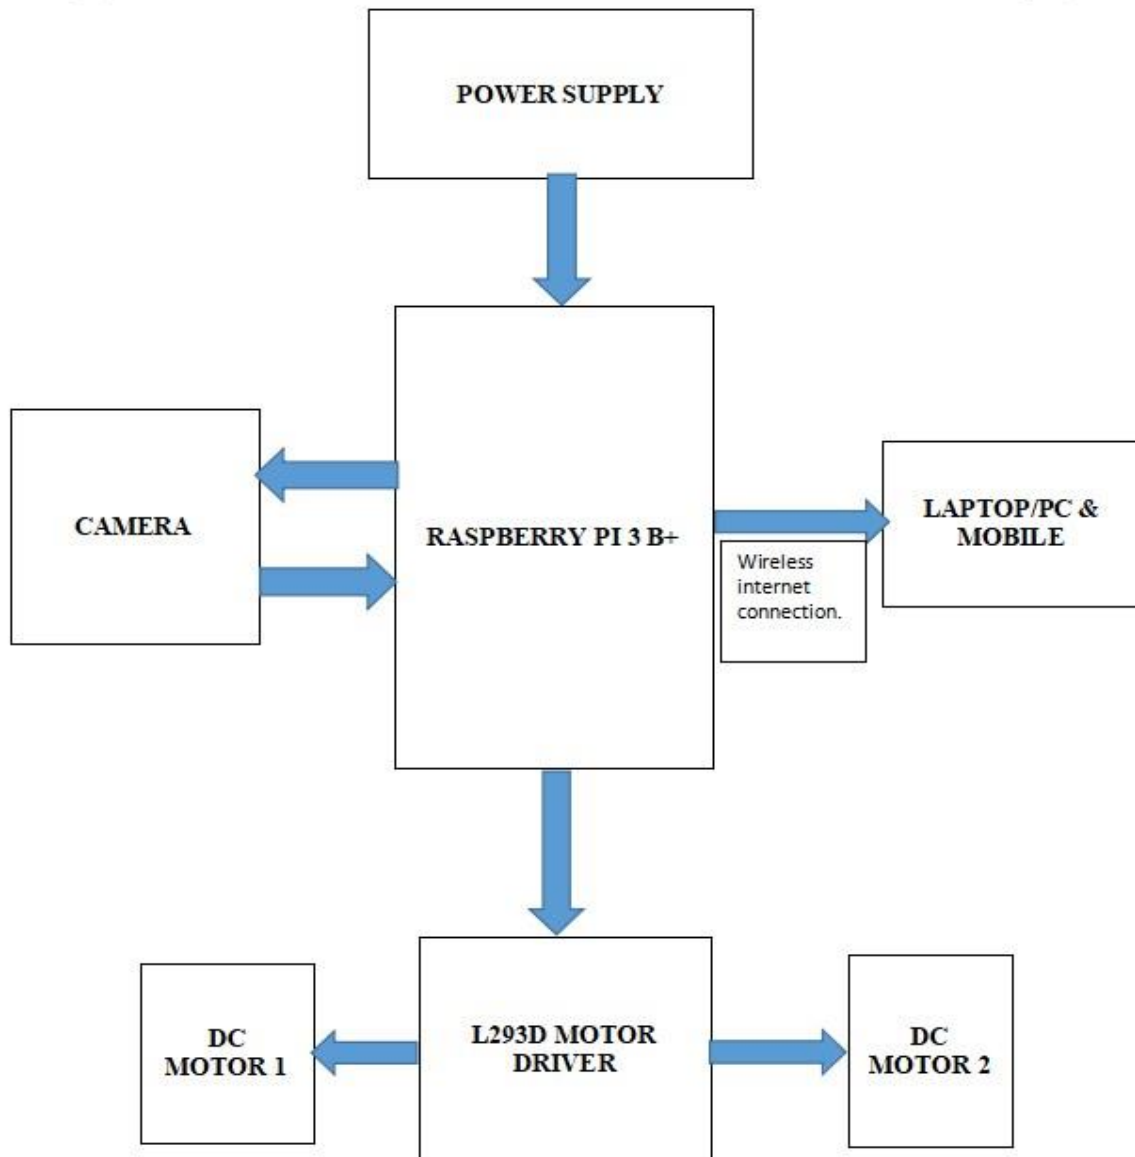 POWER SUPPLY
CAMERA
RASPBERRY PI 3 B+
LAPTOP/PC &
MOBILE
Wireless
internet
connection.
DC
MOTOR 1
L293D MOTOR
DRIVER
DC
MOTOR 2